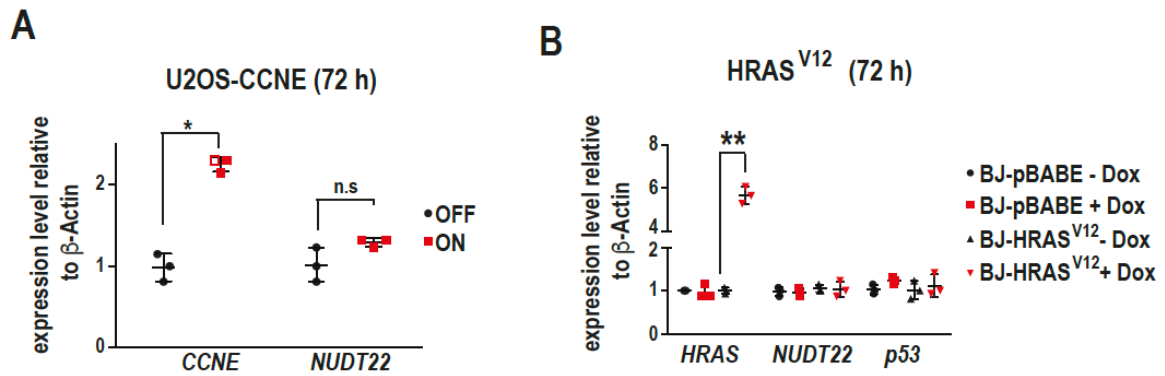 A
U2OS-CCNE (72 h)
expression level relative
to β-Actin
2
1
0
*
n.s
OFF
ON
CCNE
NUDT22
B
HRAS V12 (72 h)
expression level relative
to β-Actin
8
6
4
2
1
0
**
BJ-pBABE - Dox
BJ-pBABE + Dox
BJ-HRAS V12 - Dox
BJ-HRAS V12 + Dox
HRAS
NUDT22
p53